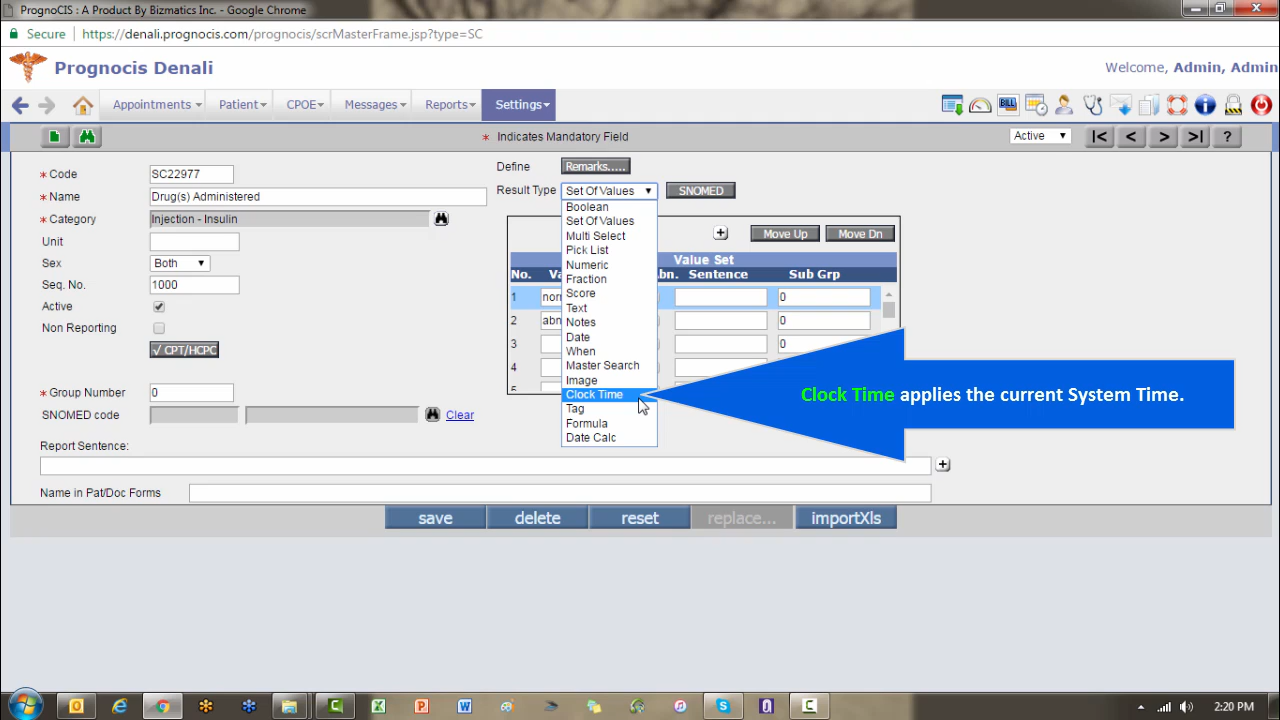 PrognoCIS : A Product By Bizmatics Inc. - Google Chrome
Secure https://denali.prognocis.com/prognocis/scrMasterFrame.jsp?type=SC
Prognocis Denali
Welcome, Admin, Admin
Appointments Patient CPOE Messages Reports Settings
BILL
* Indicates Mandatory Field
Active
|< < > >| ?
* Code SC22977
* Name Drug(s) Administered
* Category Injection - Insulin
Unit
Sex Both
Seq. No. 1000
Active
Non Reporting
√ CPT/HCPC
* Group Number 0
SNOMED code Clear
Define Remarks.....
Result Type Set Of Values SNOMED
Boolean
Set Of Values
Multi Select
Pick List
Numeric
Fraction
Score
Text
Notes
Date
When
Master Search
Image
Clock Time
Tag
Formula
Date Calc
Move Up Move Dn
Value Set
No. Sentence Sub Grp
1 0
2 0
3 0
4
Clock Time applies the current System Time.
Report Sentence:
Name in Pat/Doc Forms
save delete reset replace... importXls
2:20 PM